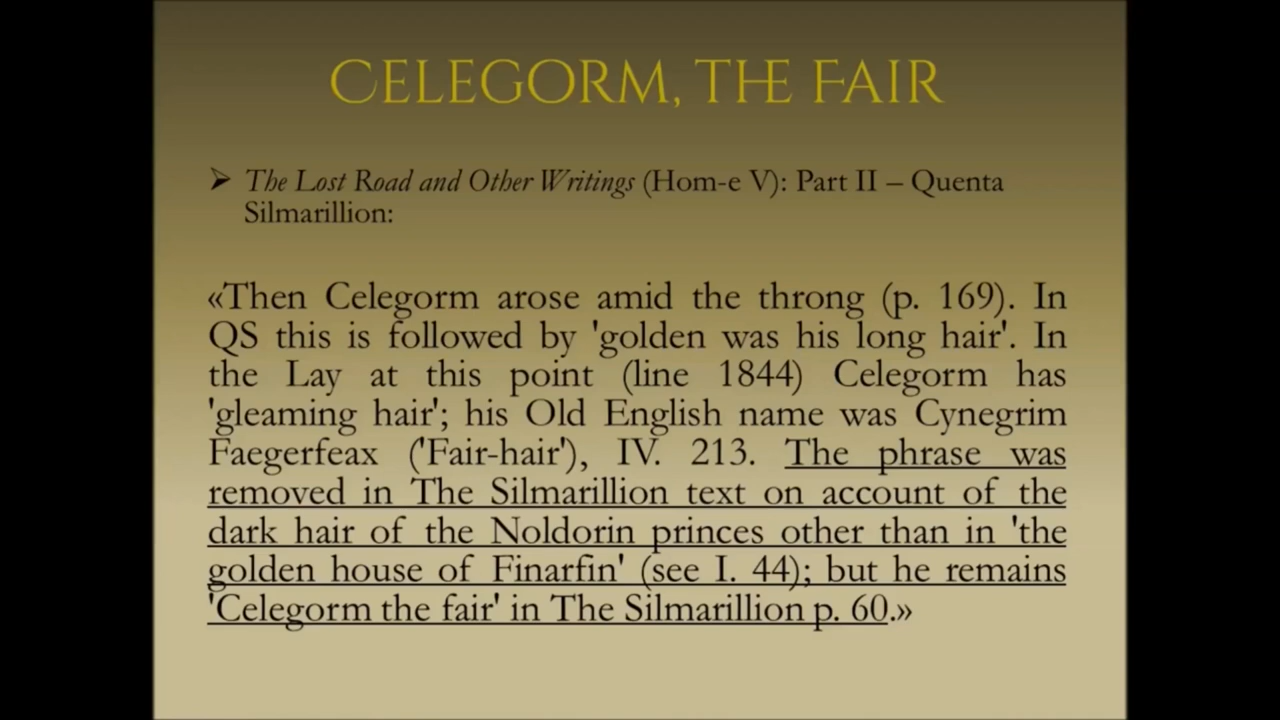 CELEGORM, THE FAIR
➢ The Lost Road and Other Writings (Hom-e V): Part II – Quenta
Silmarillion:
«Then Celegorm arose amid the throng (p. 169). In
QS this is followed by 'golden was his long hair'. In
the Lay at this point (line 1844) Celegorm has
'gleaming hair'; his Old English name was Cynegrim
Faegerfeax ('Fair-hair'), IV. 213. The phrase was
removed in The Silmarillion text on account of the
dark hair of the Noldorin princes other than in 'the
golden house of Finarfin' (see I. 44); but he remains
'Celegorm the fair' in The Silmarillion p. 60.»